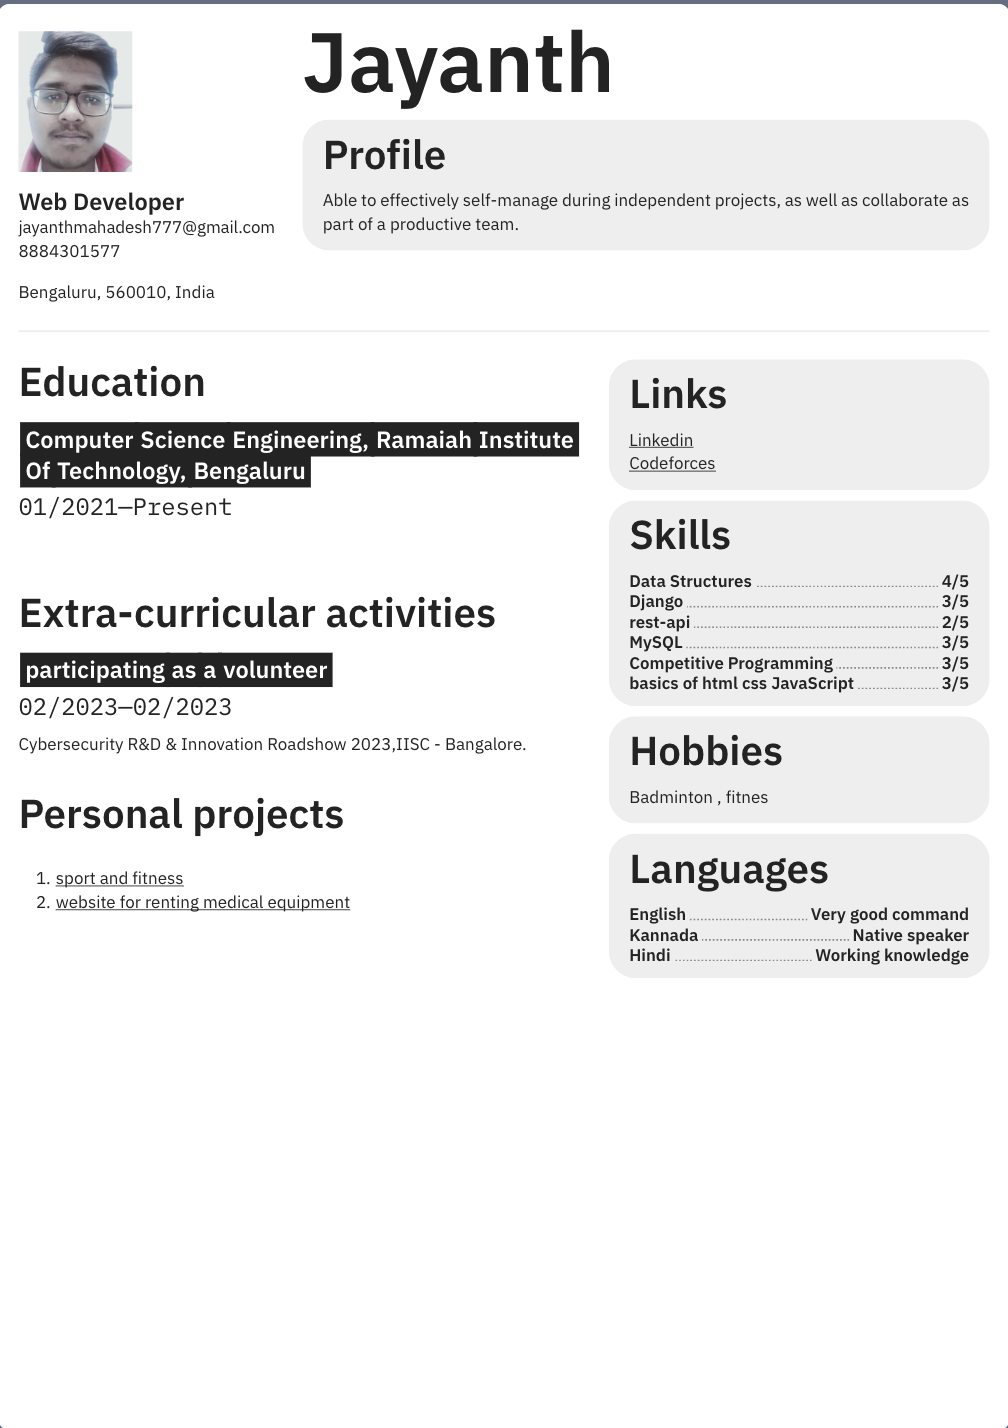 Jayanth
Profile
Able to effectively self-manage during independent projects, as well as collaborate as
part of a productive team.
Web Developer
jayanthmahadesh777@gmail.com
8884301577
Bengaluru, 560010, India
Education
Computer Science Engineering, Ramaiah Institute
Of Technology, Bengaluru
01/2021—Present
Extra-curricular activities
participating as a volunteer
02/2023—02/2023
Cybersecurity R&D & Innovation Roadshow 2023,IISC - Bangalore.
Personal projects
1. sport and fitness
2. website for renting medical equipment
Links
Linkedin
Codeforces
Skills
Data Structures 4/5
Django 3/5
rest-api 2/5
MySQL 3/5
Competitive Programming 3/5
basics of html css JavaScript 3/5
Hobbies
Badminton , fitnes
Languages
English Very good command
Kannada Native speaker
Hindi Working knowledge